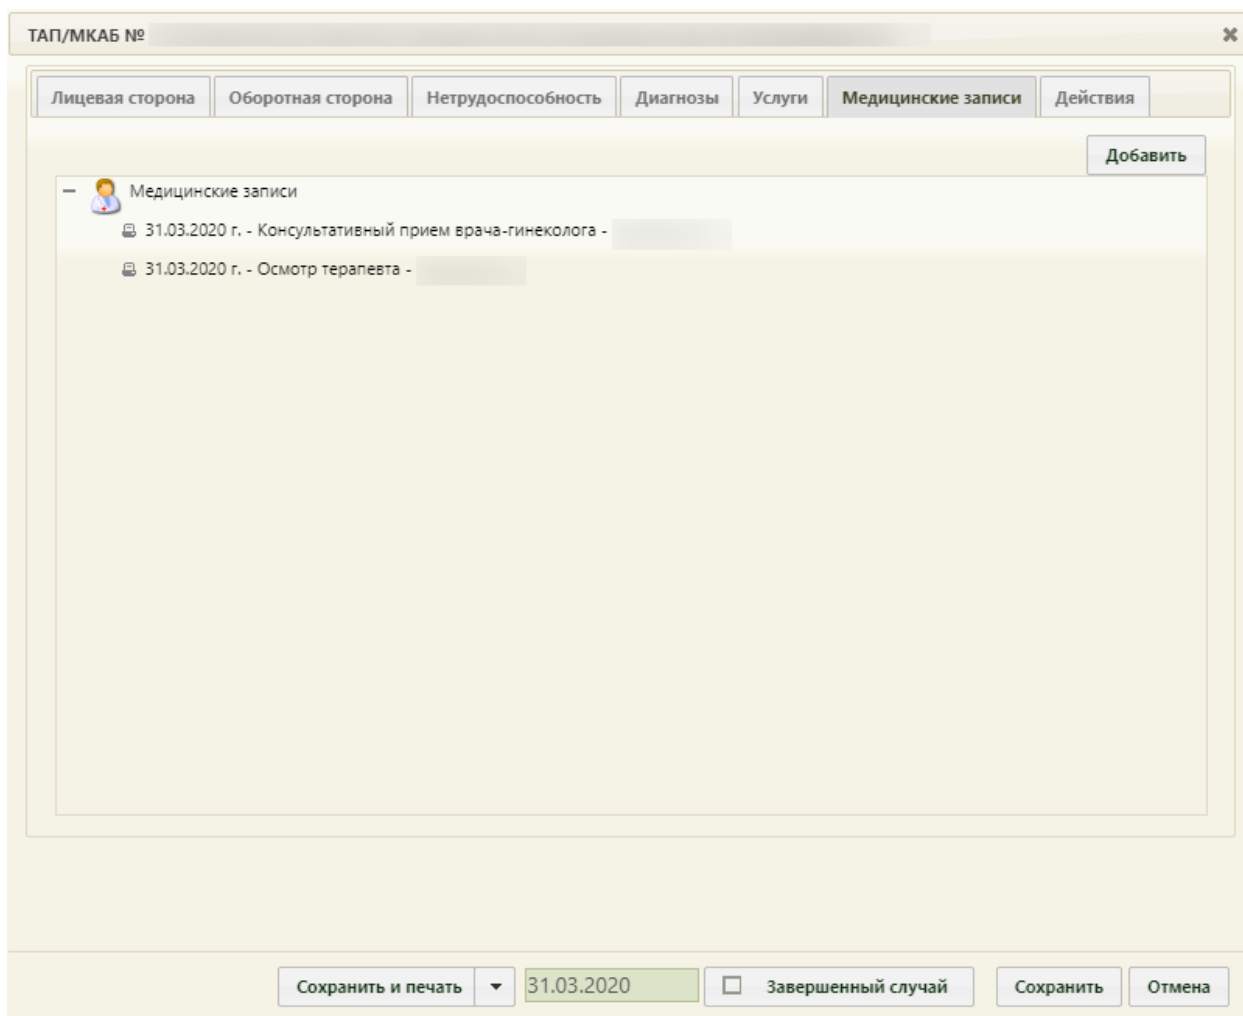 ТАП/МКАБ №
Лицевая сторона Оборотная сторона Нетрудоспособность Диагнозы Услуги Медицинские записи Действия
Добавить
Медицинские записи
31.03.2020 г. - Консультативный прием врача-гинеколога -
31.03.2020 г. - Осмотр терапевта -
Сохранить и печать 31.03.2020 Завершенный случай Сохранить Отмена